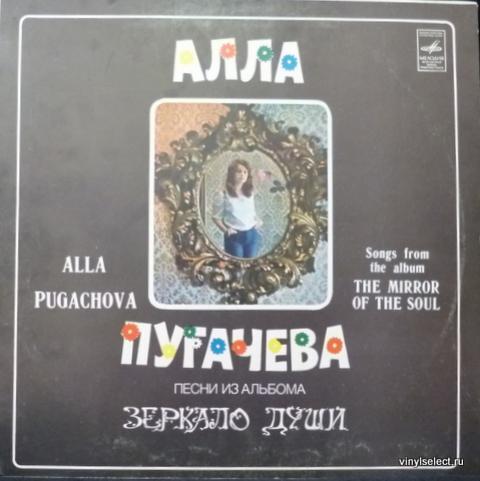 АЛЛА
МЕЛОДИЯ
ALLA
PUGACHOVA
Songs from
the album
THE MIRROR
OF THE SOUL
ПУГАЧЕВА
ПЕСНИ ИЗ АЛЬБОМА
ЗЕРКАЛО ДУШИ
vinylselect.ru